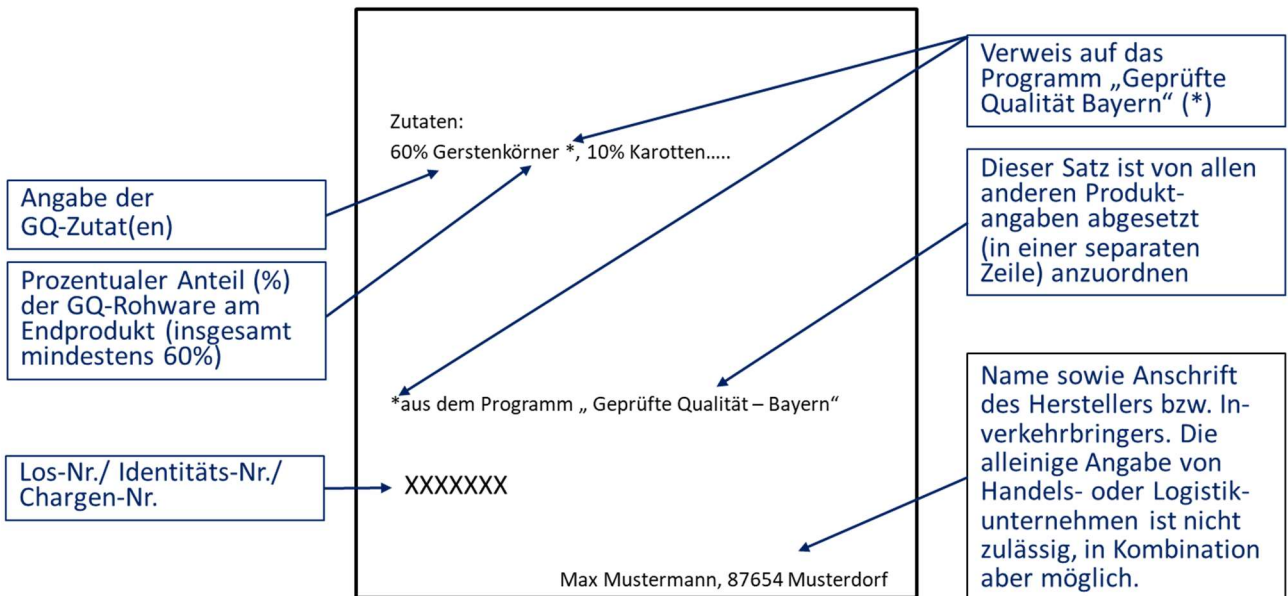 Zutaten:
60% Gerstenkörner *, 10% Karotten.....
Angabe der
GQ-Zutat(en)
Prozentualer Anteil (%)
der GQ-Rohware am
Endprodukt (insgesamt
mindestens 60%)
Verweis auf das
Programm „Geprüfte
Qualität Bayern“ (*)
Dieser Satz ist von allen
anderen Produkt-
angaben abgesetzt
(in einer separaten
Zeile) anzuordnen
*aus dem Programm „ Geprüfte Qualität – Bayern“
Los-Nr./ Identitäts-Nr./
Chargen-Nr.
XXXXXXX
Name sowie Anschrift
des Herstellers bzw. In-
verkehrbringers. Die
alleinige Angabe von
Handels- oder Logistik-
unternehmen ist nicht
zulässig, in Kombination
aber möglich.
Max Mustermann, 87654 Musterdorf